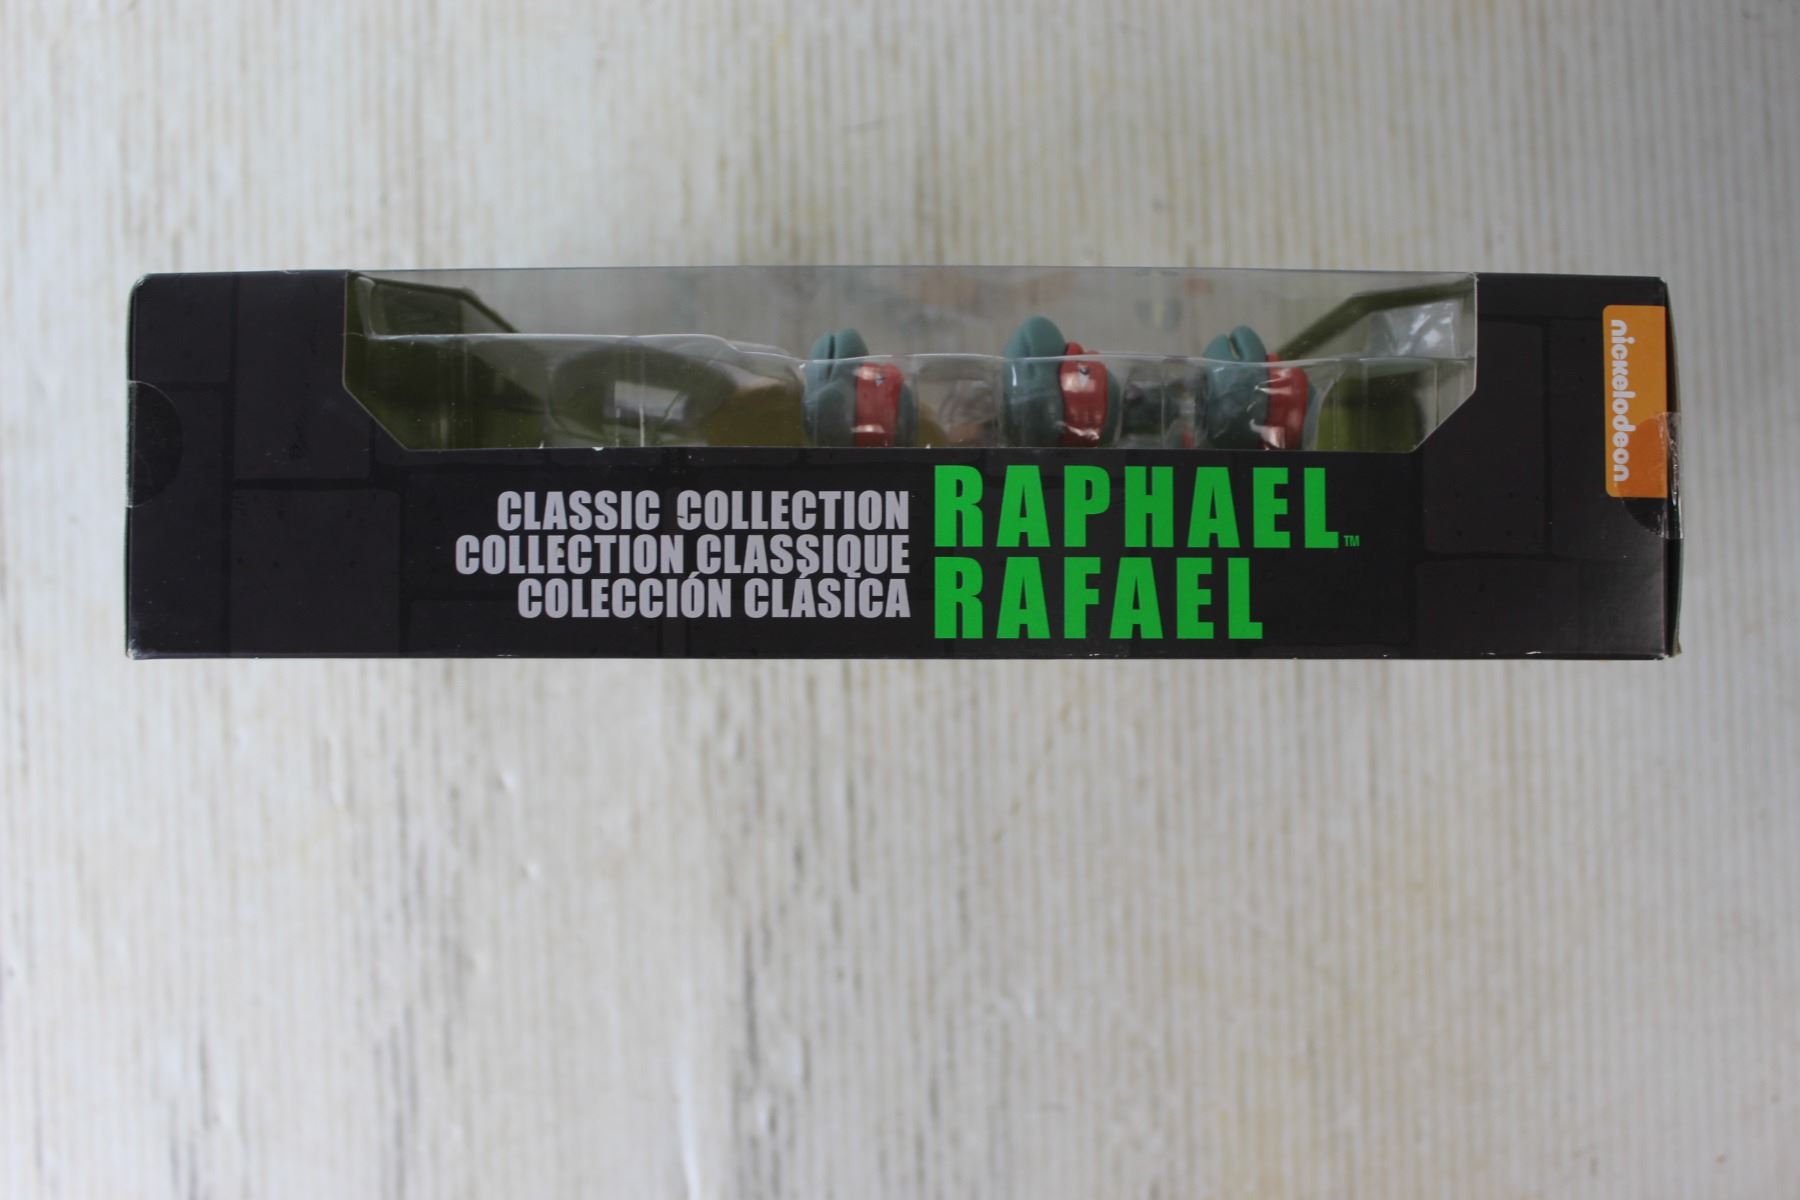 CLASSIC COLLECTION
COLLECTION CLASSIQUE
COLECCIÓN CLÁSICA
RAPHAEL™
RAFAEL
nickelodeon